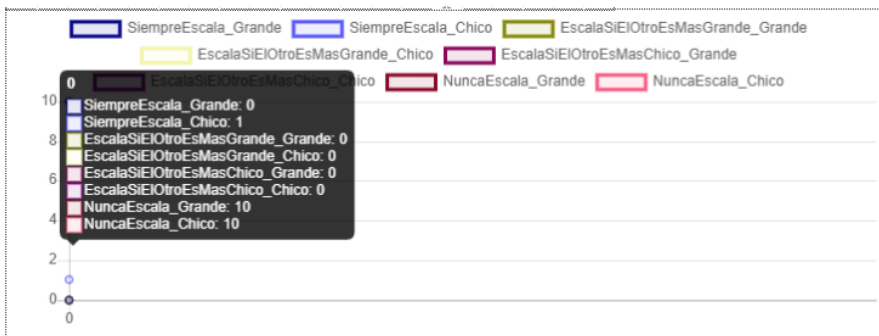 SiempreEscala_Grande SiempreEscala_Chico EscalaSiElOtroEsMasGrande_Grande
EscalaSiElOtroEsMasGrande_Chico EscalaSiElOtroEsMasChico_Grande
EscalaSiElOtroEsMasChico_Chico NuncaEscala_Grande NuncaEscala_Chico
0
SiempreEscala_Grande: 0
SiempreEscala_Chico: 1
EscalaSiElOtroEsMasGrande_Grande: 0
EscalaSiElOtroEsMasGrande_Chico: 0
EscalaSiElOtroEsMasChico_Grande: 0
EscalaSiElOtroEsMasChico_Chico: 0
NuncaEscala_Grande: 10
NuncaEscala_Chico: 10
10
8
6
4
2
0
0